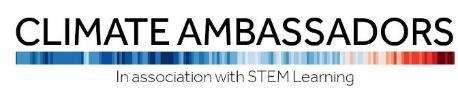 CLIMATE AMBASSADORS
In association with STEM Learning